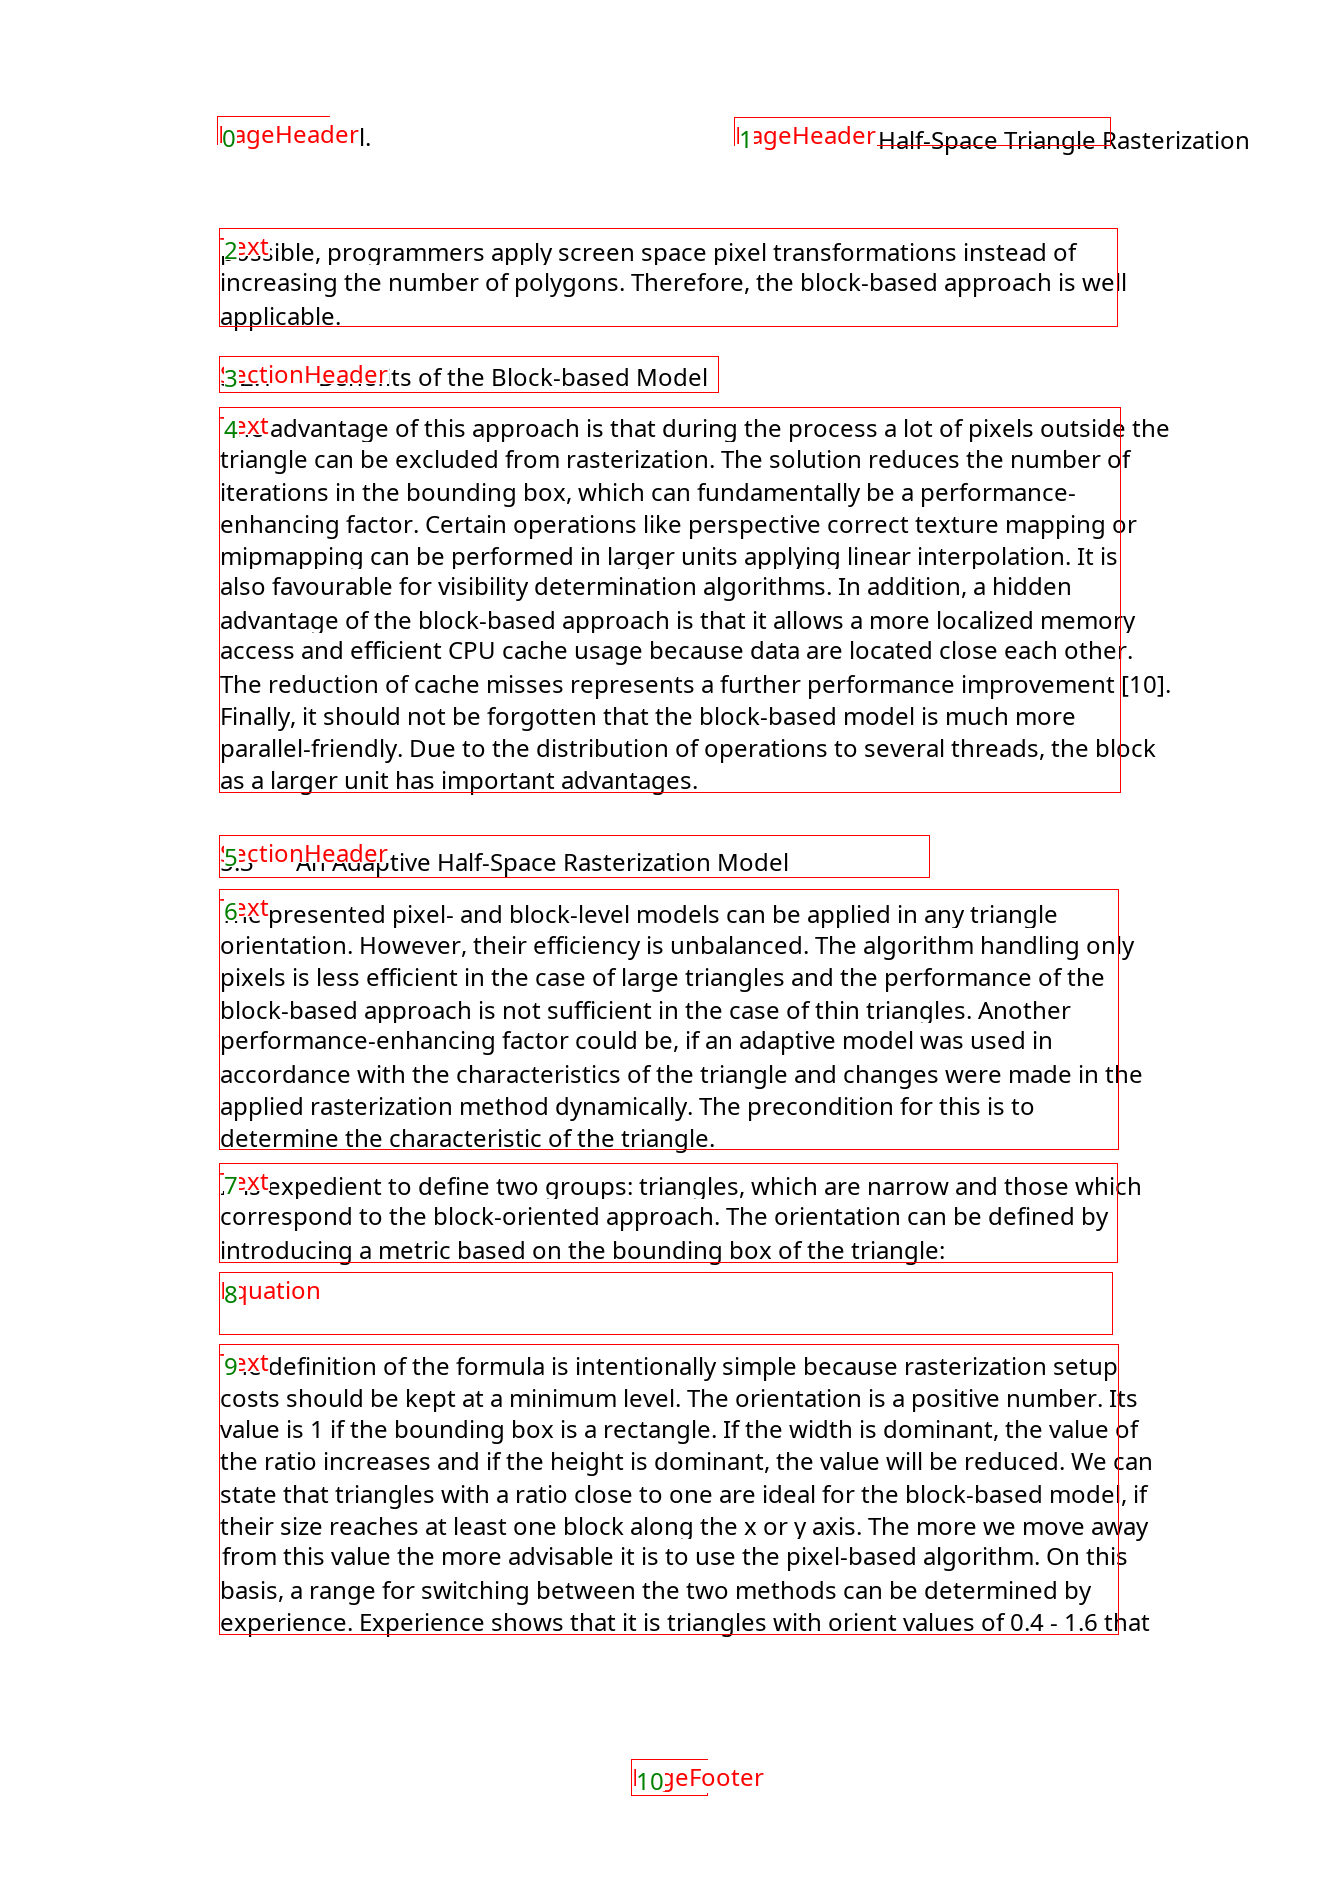 PageHeader l.
0
PageHeader Half-Space Triangle Rasterization
1
Text
2
possible, programmers apply screen space pixel transformations instead of
increasing the number of polygons. Therefore, the block-based approach is well
applicable.
SectionHeader
3
of the Block-based Model
Text
4
advantage of this approach is that during the process a lot of pixels outside the
triangle can be excluded from rasterization. The solution reduces the number of
iterations in the bounding box, which can fundamentally be a performance-
enhancing factor. Certain operations like perspective correct texture mapping or
mipmapping can be performed in larger units applying linear interpolation. It is
also favourable for visibility determination algorithms. In addition, a hidden
advantage of the block-based approach is that it allows a more localized memory
access and efficient CPU cache usage because data are located close each other.
The reduction of cache misses represents a further performance improvement [10].
Finally, it should not be forgotten that the block-based model is much more
parallel-friendly. Due to the distribution of operations to several threads, the block
as a larger unit has important advantages.
SectionHeader
5
An Adaptive Half-Space Rasterization Model
Text
6
The presented pixel- and block-level models can be applied in any triangle
orientation. However, their efficiency is unbalanced. The algorithm handling only
pixels is less efficient in the case of large triangles and the performance of the
block-based approach is not sufficient in the case of thin triangles. Another
performance-enhancing factor could be, if an adaptive model was used in
accordance with the characteristics of the triangle and changes were made in the
applied rasterization method dynamically. The precondition for this is to
determine the characteristic of the triangle.
Text
7
is expedient to define two groups: triangles, which are narrow and those which
correspond to the block-oriented approach. The orientation can be defined by
introducing a metric based on the bounding box of the triangle:
Equation
8
Text
9
definition of the formula is intentionally simple because rasterization setup
costs should be kept at a minimum level. The orientation is a positive number. Its
value is 1 if the bounding box is a rectangle. If the width is dominant, the value of
the ratio increases and if the height is dominant, the value will be reduced. We can
state that triangles with a ratio close to one are ideal for the block-based model, if
their size reaches at least one block along the x or y axis. The more we move away
from this value the more advisable it is to use the pixel-based algorithm. On this
basis, a range for switching between the two methods can be determined by
experience. Experience shows that it is triangles with orient values of 0.4 - 1.6 that
PageFooter
10